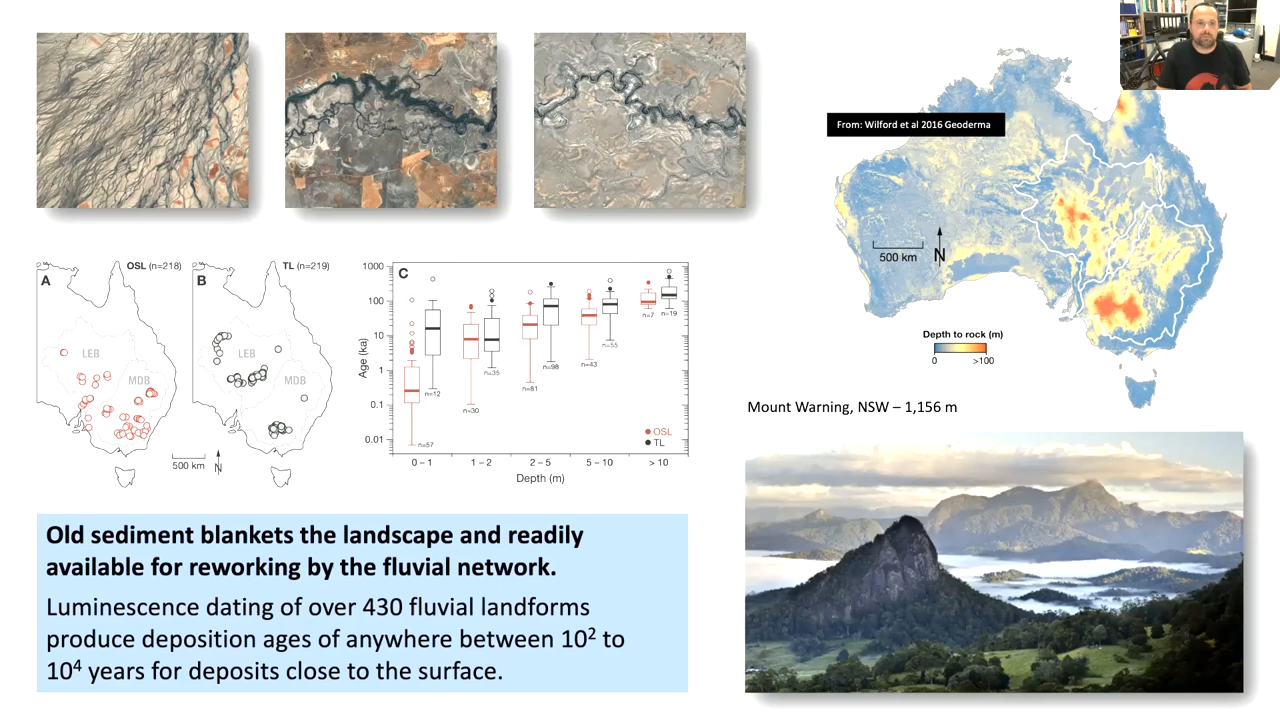 From: Wilford et al 2016 Geoderma
500 km
N
Depth to rock (m)
0
>100
A
OSL (n=218)
LEB
MDB
B
TL (n=219)
LEB
MDB
500 km
N
C
1000
100
10
1
0.1
0.01
Age (ka)
n=57
n=12
n=30
n=35
n=81
n=98
n=43
n=55
n=7
n=19
OSL
TL
0 – 1
1 – 2
2 – 5
5 – 10
> 10
Depth (m)
Mount Warning, NSW – 1,156 m
Old sediment blankets the landscape and readily
available for reworking by the fluvial network.
Luminescence dating of over 430 fluvial landforms
produce deposition ages of anywhere between 10² to
10⁴ years for deposits close to the surface.